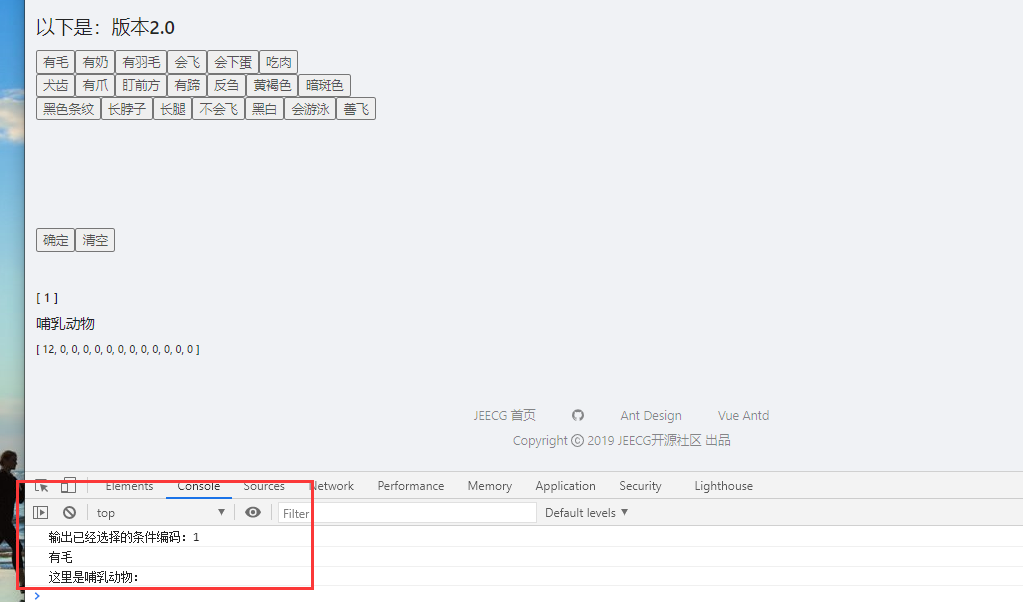 以下是：版本2.0
有毛 有奶 有羽毛 会飞 会下蛋 吃肉
犬齿 有爪 盯前方 有蹄 反刍 黄褐色 暗斑色
黑色条纹 长脖子 长腿 不会飞 黑白 会游泳 善飞
确定 清空
[ 1 ]
哺乳动物
[ 12, 0, 0, 0, 0, 0, 0, 0, 0, 0, 0, 0, 0, 0 ]
JEECG 首页 Ant Design Vue Antd
Copyright © 2019 JEECG开源社区 出品
Elements Console Sources Network Performance Memory Application Security Lighthouse
top ▼ Filter Default levels ▼
输出已经选择的条件编码：1
有毛
这里是哺乳动物：